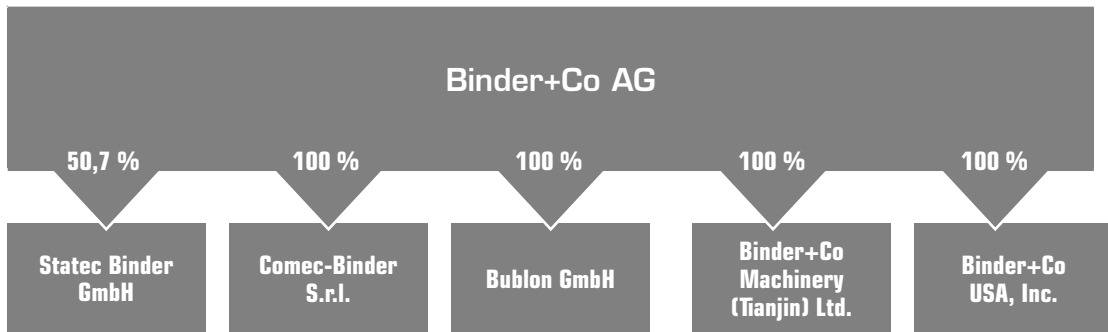 Binder+Co AG
50,7 %
100 %
100 %
100 %
100 %
Statec Binder
GmbH
Comec-Binder
S.r.l.
Bublon GmbH
Binder+Co
Machinery
(Tianjin) Ltd.
Binder+Co
USA, Inc.